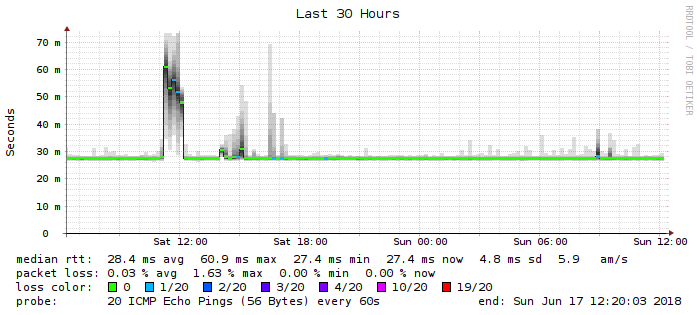 Last 30 Hours
RRDTOOL / TOBI OETIKER
Seconds
70 m
60 m
50 m
40 m
30 m
20 m
10 m
0
Sat 12:00 Sat 18:00 Sun 00:00 Sun 06:00 Sun 12:00
median rtt: 28.4 ms avg 60.9 ms max 27.4 ms min 27.4 ms now 4.8 ms sd 5.9 am/s
packet loss: 0.03 % avg 1.63 % max 0.00 % min 0.00 % now
loss color: 0 1/20 2/20 3/20 4/20 10/20 19/20
probe: 20 ICMP Echo Pings (56 Bytes) every 60s end: Sun Jun 17 12:20:03 2018